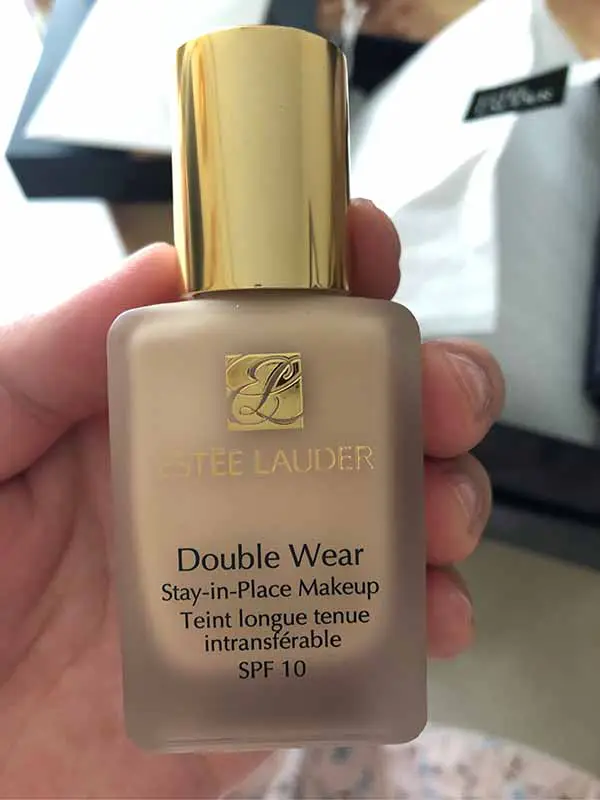 ESTĒE LAUDER
Double Wear
Stay-in-Place Makeup
Teint longue tenue
intransférable
SPF 10